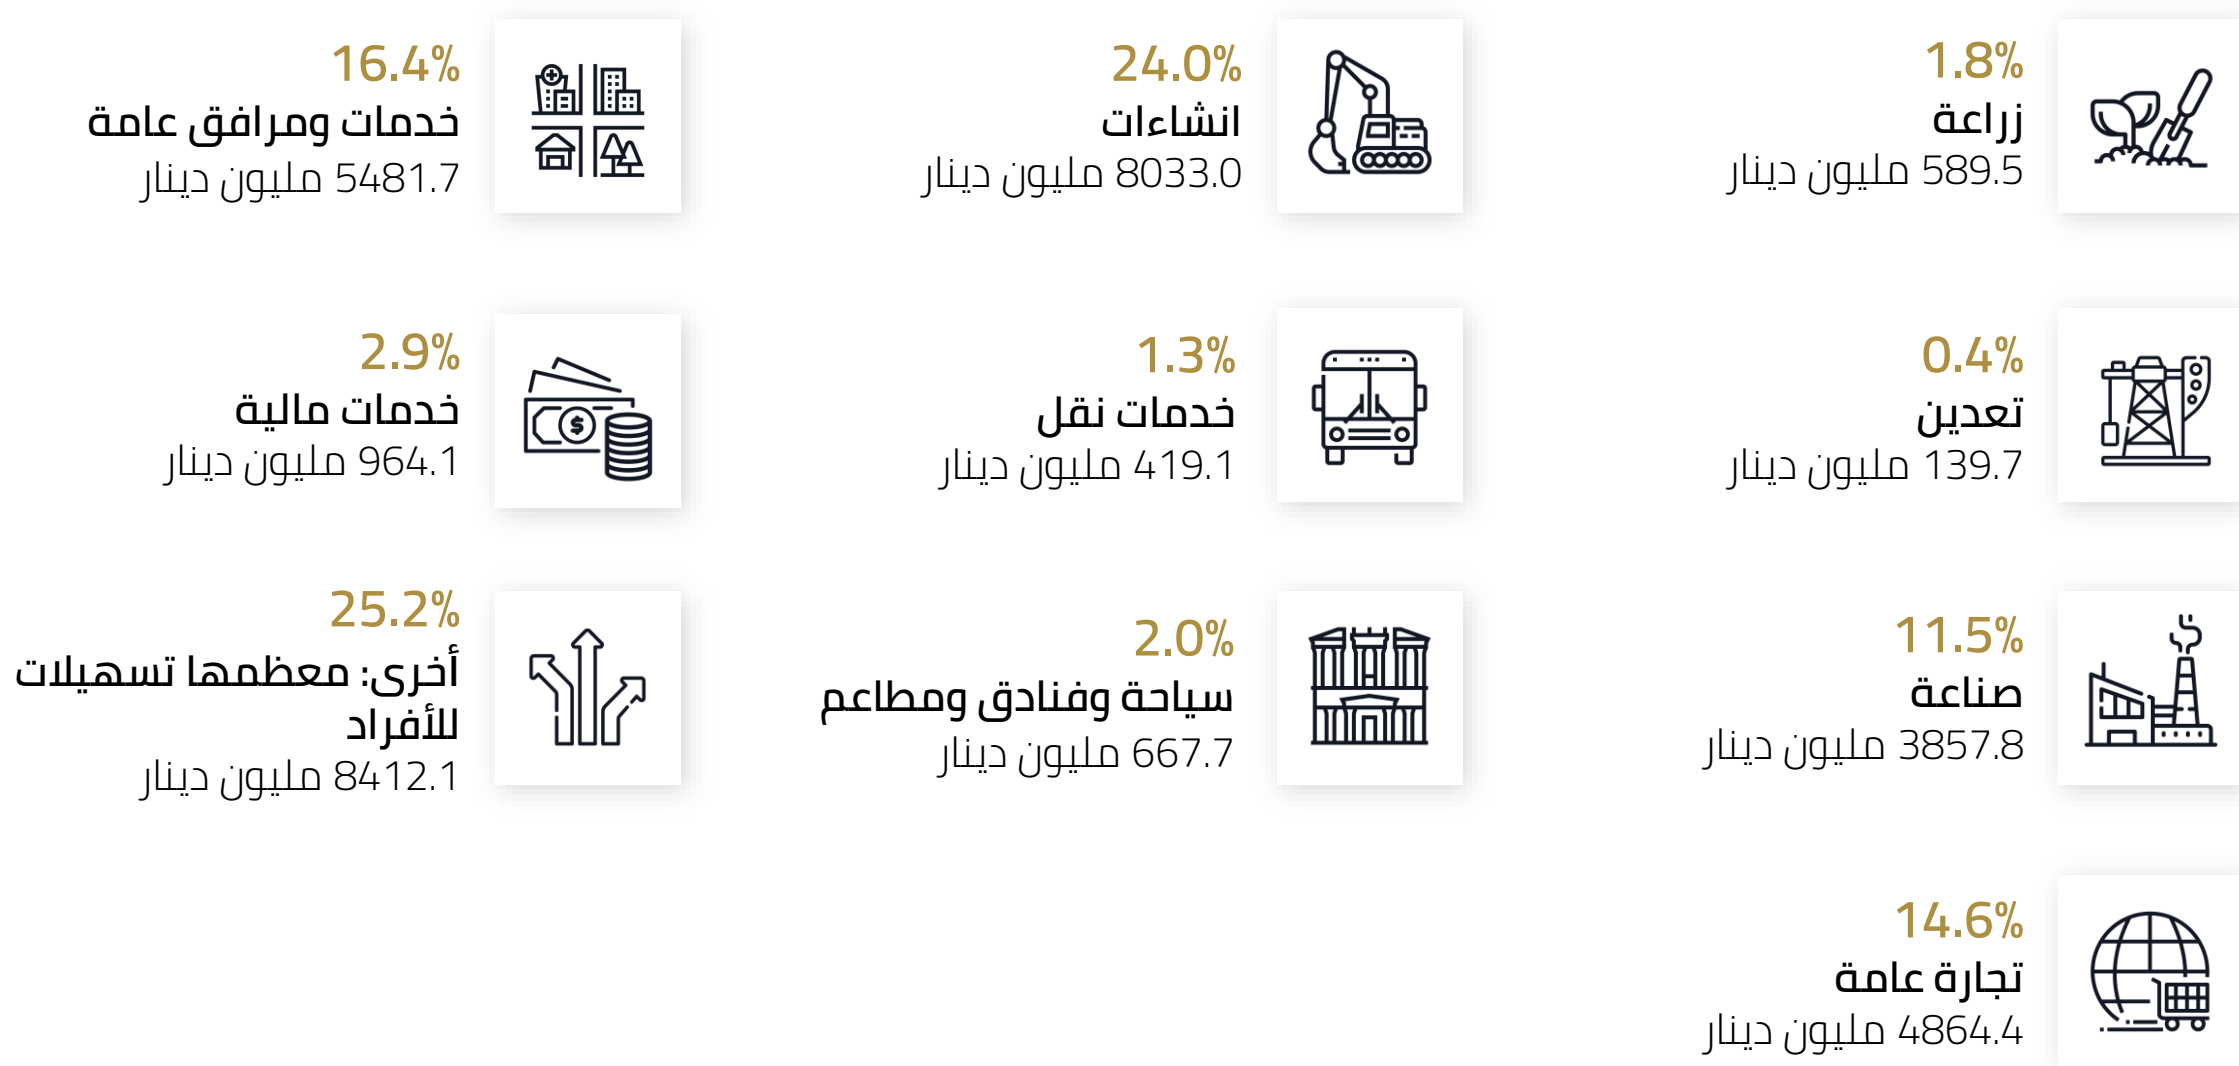 1.8%
زراعة
589.5 مليون دينار
0.4%
تعدين
139.7 مليون دينار
11.5%
صناعة
3857.8 مليون دينار
14.6%
تجارة عامة
4864.4 مليون دينار
24.0%
انشاءات
8033.0 مليون دينار
1.3%
خدمات نقل
419.1 مليون دينار
2.0%
سياحة وفنادق ومطاعم
667.7 مليون دينار
16.4%
خدمات ومرافق عامة
5481.7 مليون دينار
2.9%
خدمات مالية
964.1 مليون دينار
25.2%
أخرى: معظمها تسهيلات
للأفراد
8412.1 مليون دينار